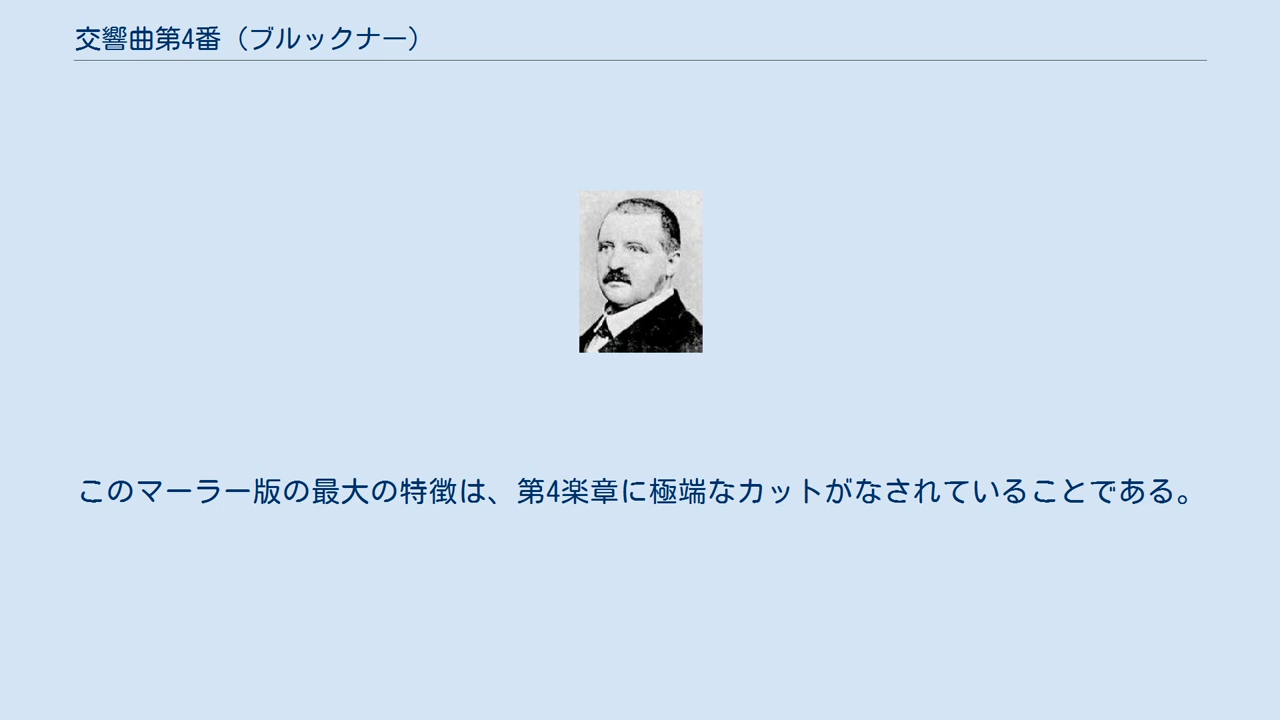 交響曲第4番（ブルックナー）
このマーラー版の最大の特徴は、第4楽章に極端なカットがなされていることである。